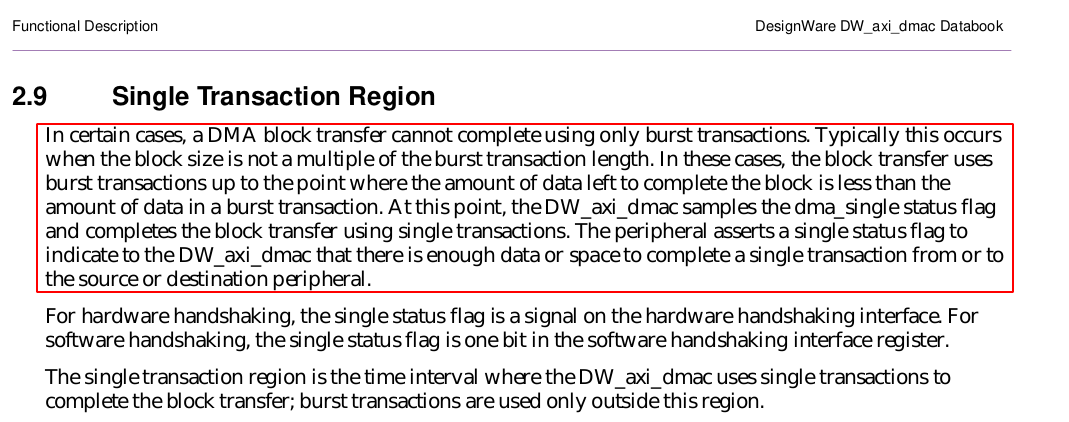 Functional Description
DesignWare DW_axi_dmac Databook
2.9 Single Transaction Region
In certain cases, a DMA block transfer cannot complete using only burst transactions. Typically this occurs
when the block size is not a multiple of the burst transaction length. In these cases, the block transfer uses
burst transactions up to the point where the amount of data left to complete the block is less than the
amount of data in a burst transaction. At this point, the DW_axi_dmac samples the dma_single status flag
and completes the block transfer using single transactions. The peripheral asserts a single status flag to
indicate to the DW_axi_dmac that there is enough data or space to complete a single transaction from or to
the source or destination peripheral.
For hardware handshaking, the single status flag is a signal on the hardware handshaking interface. For
software handshaking, the single status flag is one bit in the software handshaking interface register.
The single transaction region is the time interval where the DW_axi_dmac uses single transactions to
complete the block transfer; burst transactions are used only outside this region.